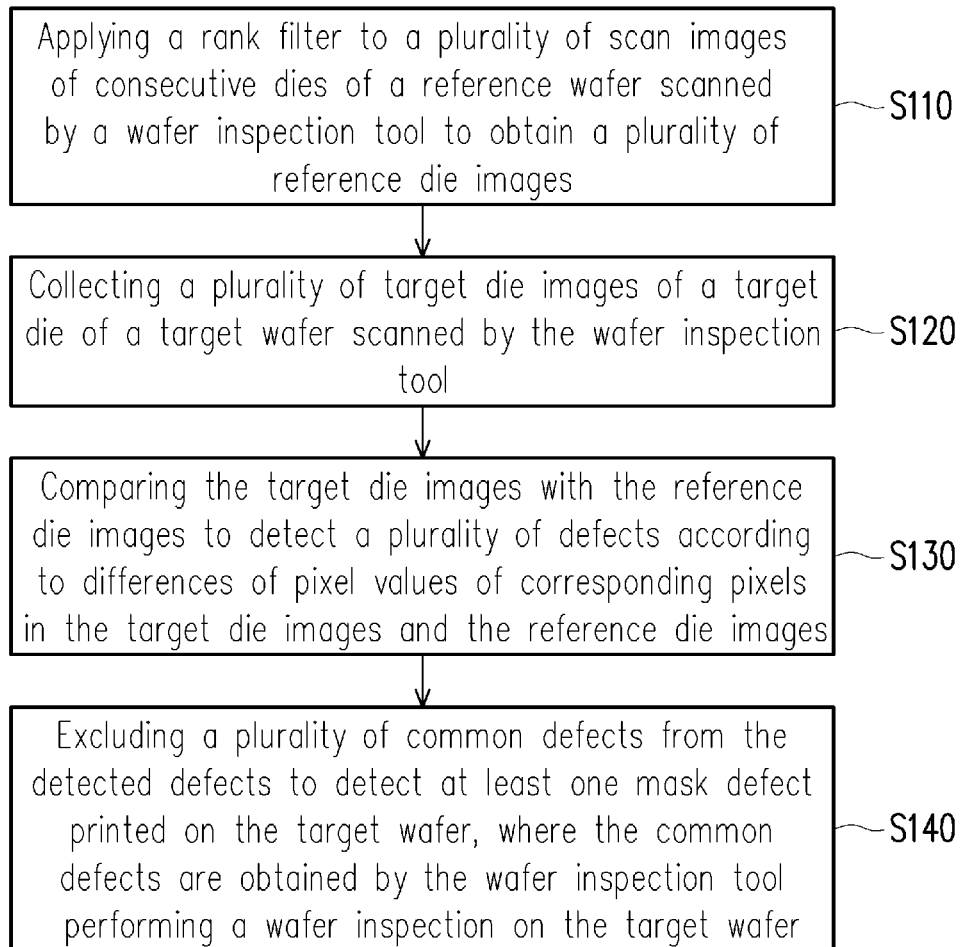 Applying a rank filter to a plurality of scan images
of consecutive dies of a reference wafer scanned
by a wafer inspection tool to obtain a plurality of
reference die images
S110
Collecting a plurality of target die images of a target
die of a target wafer scanned by the wafer inspection
tool
S120
Comparing the target die images with the reference
die images to detect a plurality of defects according
to differences of pixel values of corresponding pixels
in the target die images and the reference die images
S130
Excluding a plurality of common defects from the
detected defects to detect at least one mask defect
printed on the target wafer, where the common
defects are obtained by the wafer inspection tool
performing a wafer inspection on the target wafer
S140